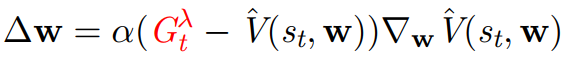 Δ𝐰 = α(G_t^λ − V̂(s_t, 𝐰))∇_𝐰 V̂(s_t, 𝐰)